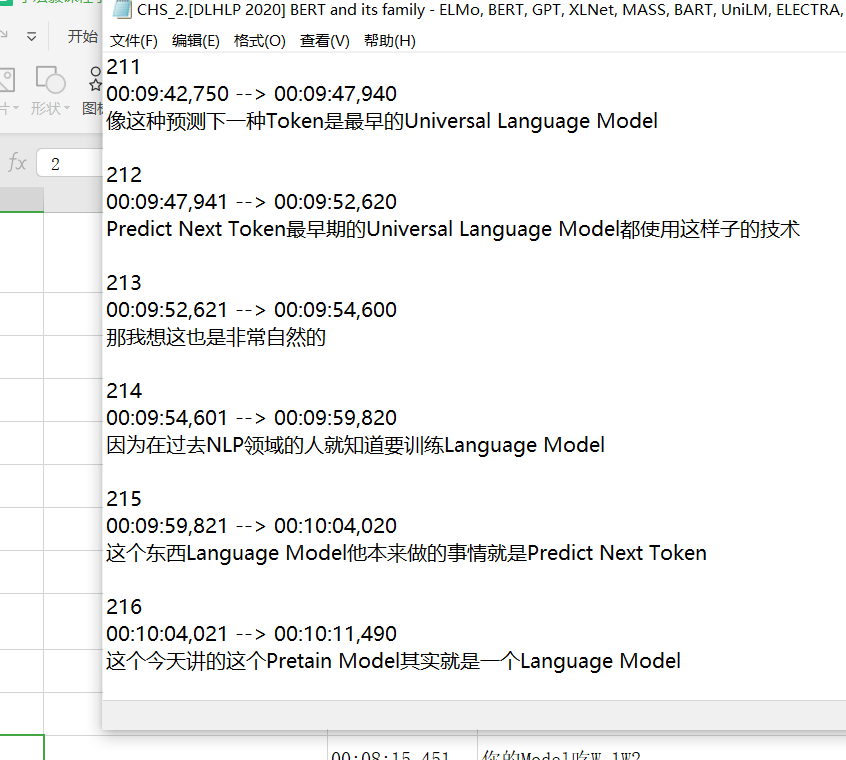 CHS_2.[DLHLP 2020] BERT and its family - ELMo, BERT, GPT, XLNet, MASS, BART, UniLM, ELECTRA,
开始
文件(F) 编辑(E) 格式(O) 查看(V) 帮助(H)
211
00:09:42,750 --> 00:09:47,940
像这种预测下一种Token是最早的Universal Language Model
212
00:09:47,941 --> 00:09:52,620
Predict Next Token最早期的Universal Language Model都使用这样子的技术
213
00:09:52,621 --> 00:09:54,600
那我想这也是非常自然的
214
00:09:54,601 --> 00:09:59,820
因为在过去NLP领域的人就知道要训练Language Model
215
00:09:59,821 --> 00:10:04,020
这个东西Language Model他本来做的事情就是Predict Next Token
216
00:10:04,021 --> 00:10:11,490
这个今天讲的这个Pretain Model其实就是一个Language Model
片 形状 图标
fx 2
00:08:15,451